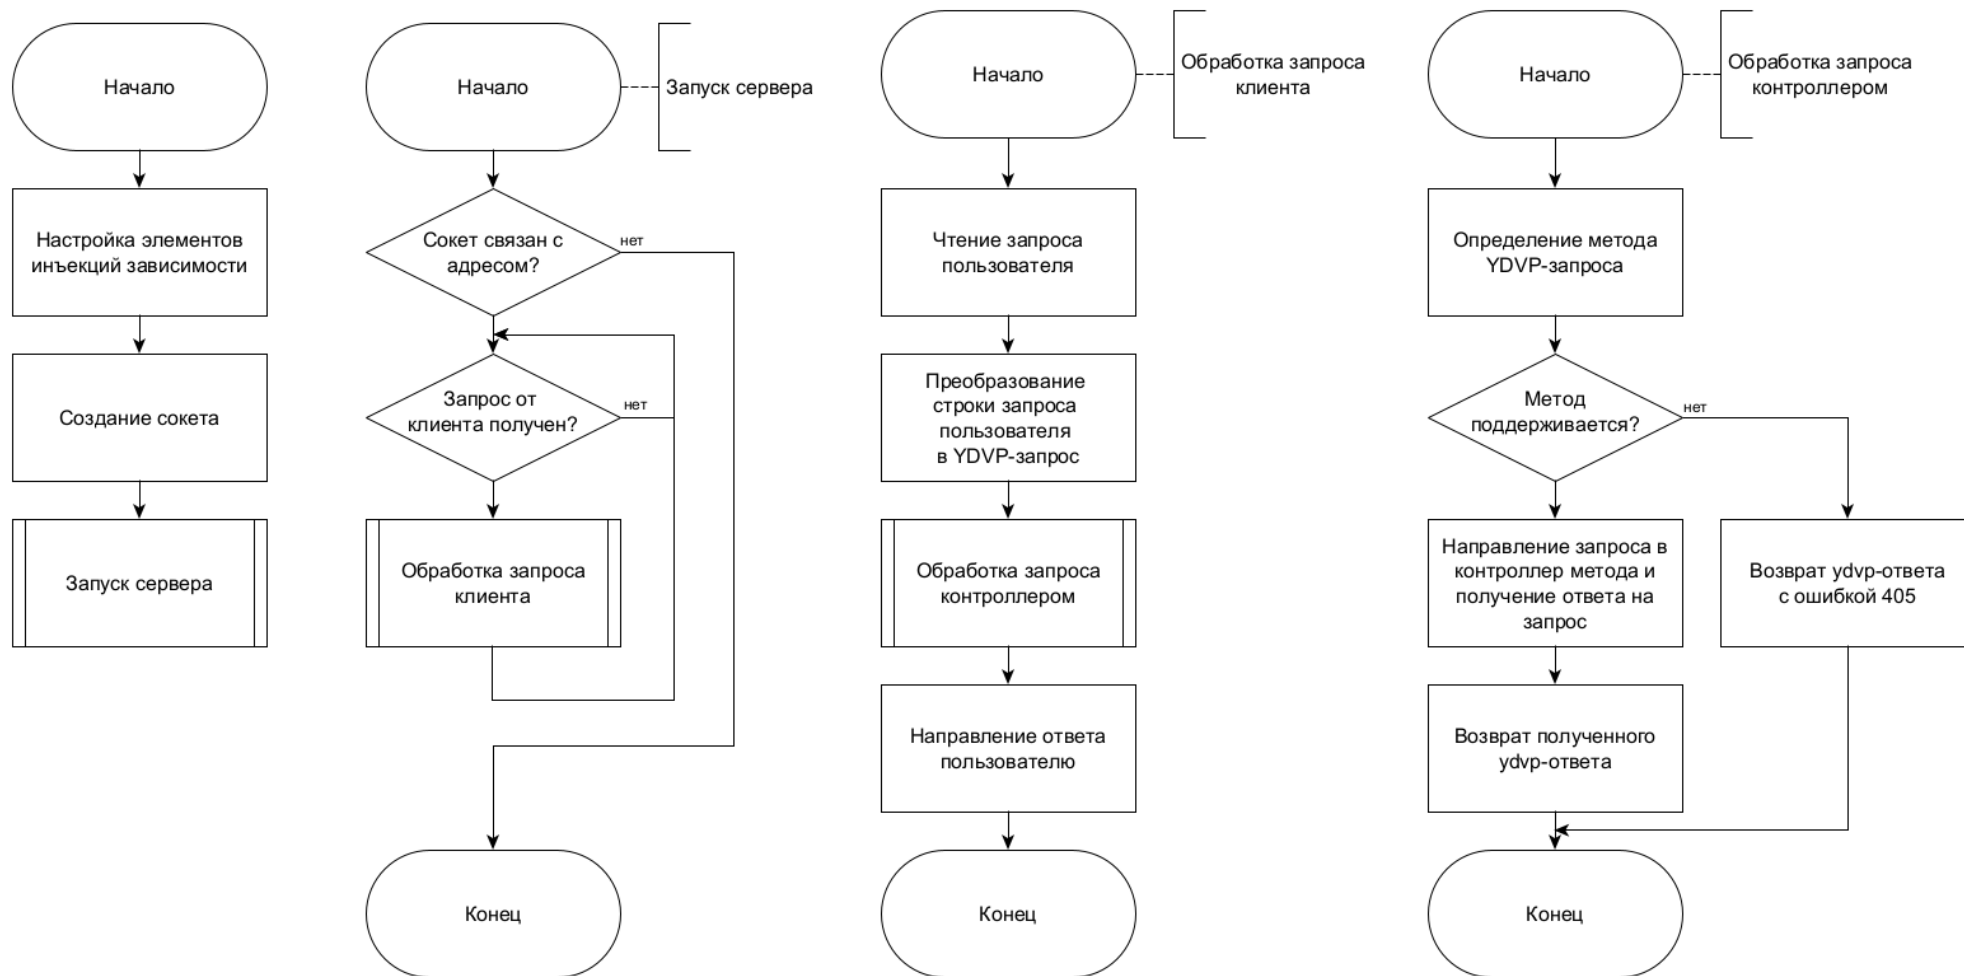 Начало
Настройка элементов
инъекций зависимости
Создание сокета
Запуск сервера
Начало
Запуск сервера
Сокет связан с
адресом?
нет
Запрос от
клиента получен?
нет
Обработка запроса
клиента
Конец
Начало
Обработка запроса
клиента
Чтение запроса
пользователя
Преобразование
строки запроса
пользователя
в YDVP-запрос
Обработка запроса
контроллером
Направление ответа
пользователю
Конец
Начало
Обработка запроса
контроллером
Определение метода
YDVP-запроса
Метод
поддерживается?
нет
Направление запроса в
контроллер метода и
получение ответа на
запрос
Возврат ydvp-ответа
с ошибкой 405
Возврат полученного
ydvp-ответа
Конец